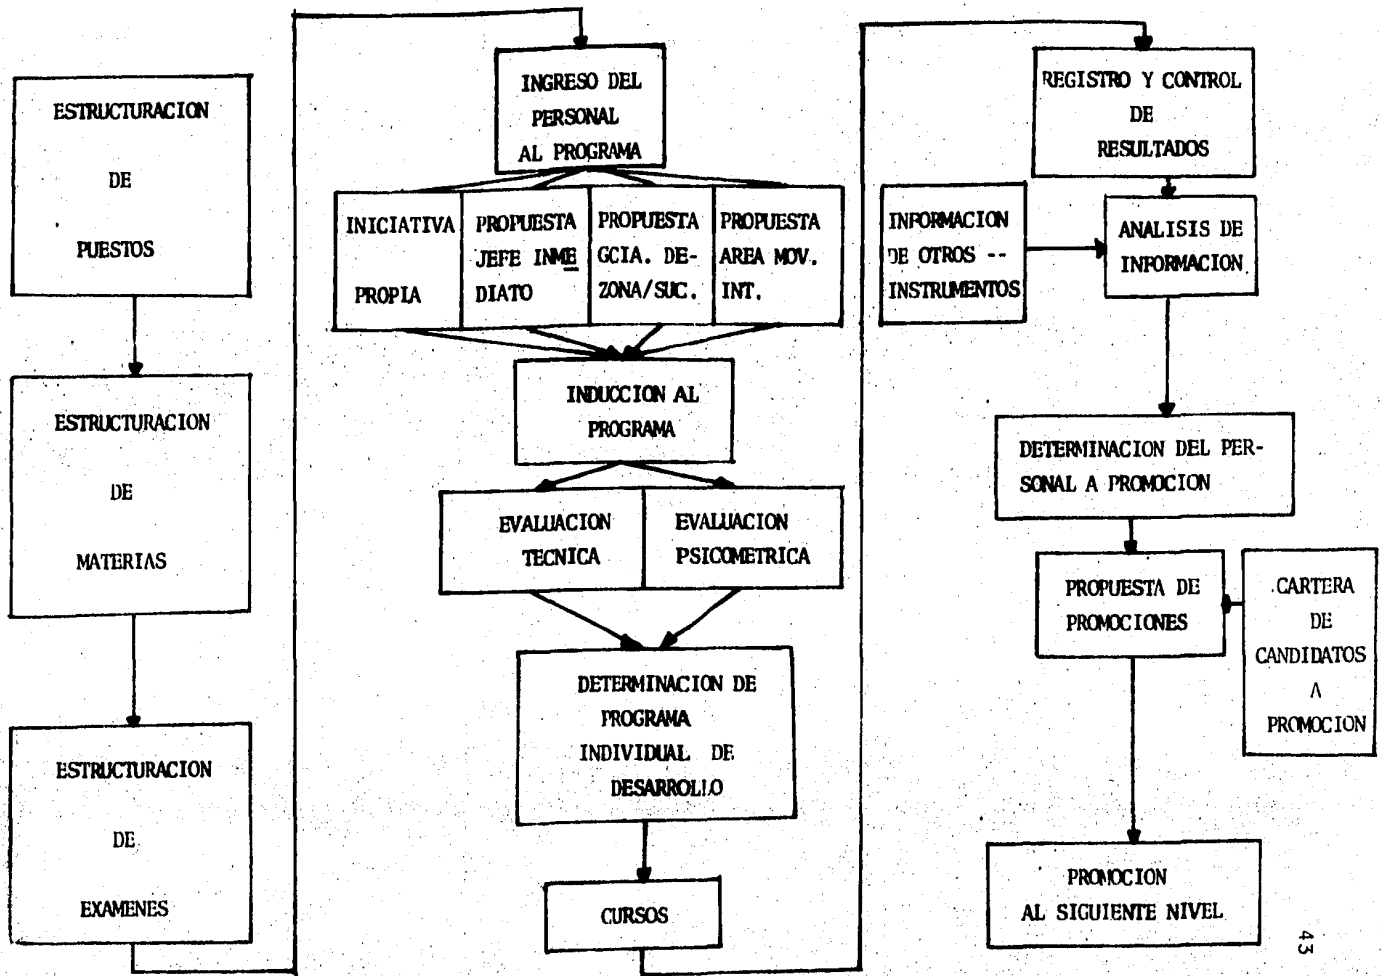 ESTRUCTURACION
DE
PUESTOS
ESTRUCTURACION
DE
MATERIAS
ESTRUCTURACION
DE
EXAMENES
INGRESO DEL
PERSONAL
AL PROGRAMA
INICIATIVA
PROPIA
PROPUESTA
JEFE INME
DIATO
PROPUESTA
GCIA. DE-
ZONA/SUC.
PROPUESTA
AREA MOV.
INT.
INDUCCION AL
PROGRAMA
EVALUACION
TECNICA
EVALUACION
PSICOMETRICA
DETERMINACION DE
PROGRAMA
INDIVIDUAL DE
DESARROLLO
CURSOS
REGISTRO Y CONTROL
DE
RESULTADOS
INFORMACION
DE OTROS --
INSTRUMENTOS
ANALISIS DE
INFORMACION
DETERMINACION DEL PER-
SONAL A PROMOCION
PROPUESTA DE
PROMOCIONES
CARTERA
DE
CANDIDATOS
A
PROMOCION
PROMOCION
AL SIGUIENTE NIVEL
43